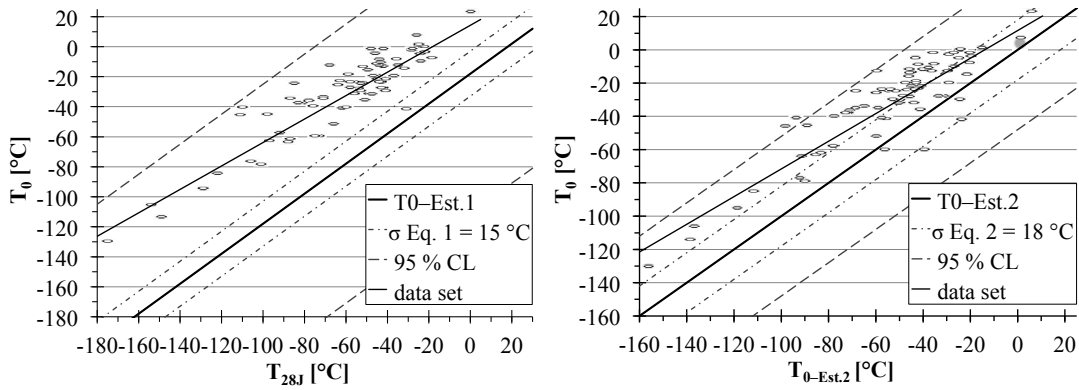 20
0
-20
-40
-60
-80
-100
-120
-140
-160
-180
T0 [°C]
-180 -160 -140 -120 -100 -80 -60 -40 -20 0 20
T28J [°C]
T0–Est.1
σ Eq. 1 = 15 °C
95 % CL
data set
20
0
-20
-40
-60
-80
-100
-120
-140
-160
T0 [°C]
-160 -140 -120 -100 -80 -60 -40 -20 0 20
T0–Est.2 [°C]
T0–Est.2
σ Eq. 2 = 18 °C
95 % CL
data set